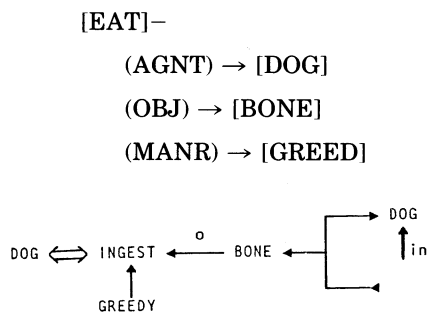 [EAT]–
(AGNT) → [DOG]
(OBJ) → [BONE]
(MANR) → [GREED]
DOG
o
DOG ⇔ INGEST ← BONE ← in
GREEDY